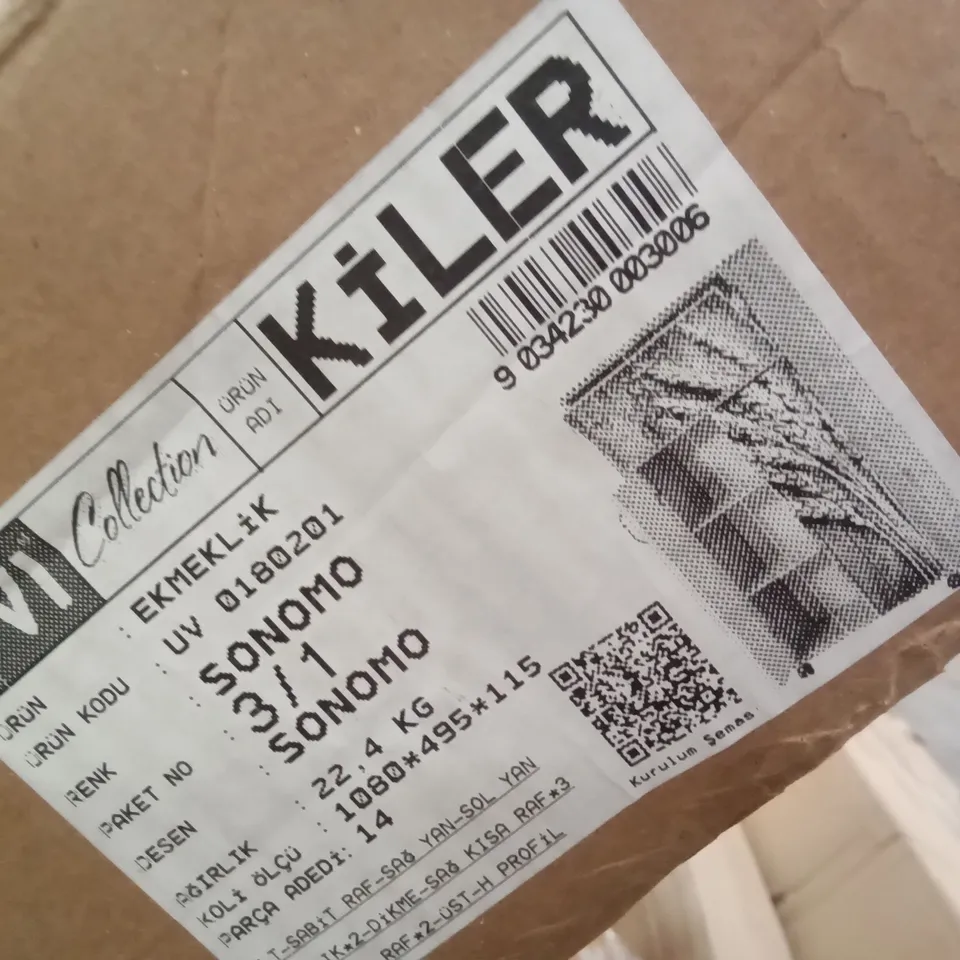 Vi Collection
ÜRÜN ADI
KİLER
9 034230 003006
ÜRÜN : EKMEKLİK
ÜRÜN KODU : UV 0180201
RENK : SONOMO
PAKET NO : 3/1
DESEN : SONOMO
AĞIRLIK : 22,4 KG
KOLİ ÖLÇÜ : 1080*495*115
PARÇA ADEDİ: 14
T-SABİT RAF-SAĞ YAN-SOL YAN
IK*2-DİKME-SAĞ KISA RAF*3
RAF*2-ÜST-H PROFİL
Kurulum Şeması